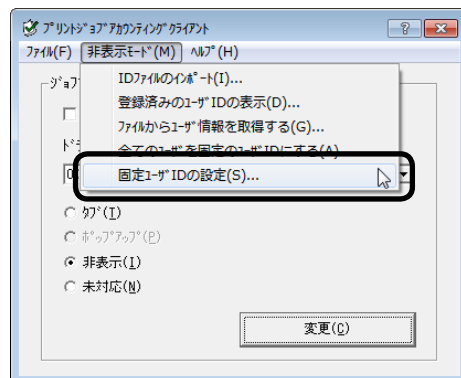 ﾌﾟﾘﾝﾄｼﾞｮﾌﾞｱｶｳﾝﾃｨﾝｸﾞｸﾗｲｱﾝﾄ
ﾌｧｲﾙ(F) 非表示ﾓｰﾄﾞ(M) ﾍﾙﾌﾟ(H)
IDﾌｧｲﾙのｲﾝﾎﾟｰﾄ(I)...
登録済みのﾕｰｻﾞIDの表示(D)...
ﾌｧｲﾙからﾕｰｻﾞ情報を取得する(G)...
全てのﾕｰｻﾞを固定のﾕｰｻﾞIDにする(A)
固定ﾕｰｻﾞIDの設定(S)...
ﾀﾌﾞ(T)
ﾎﾟｯﾌﾟｱｯﾌﾟ(P)
非表示(I)
未対応(N)
変更(C)